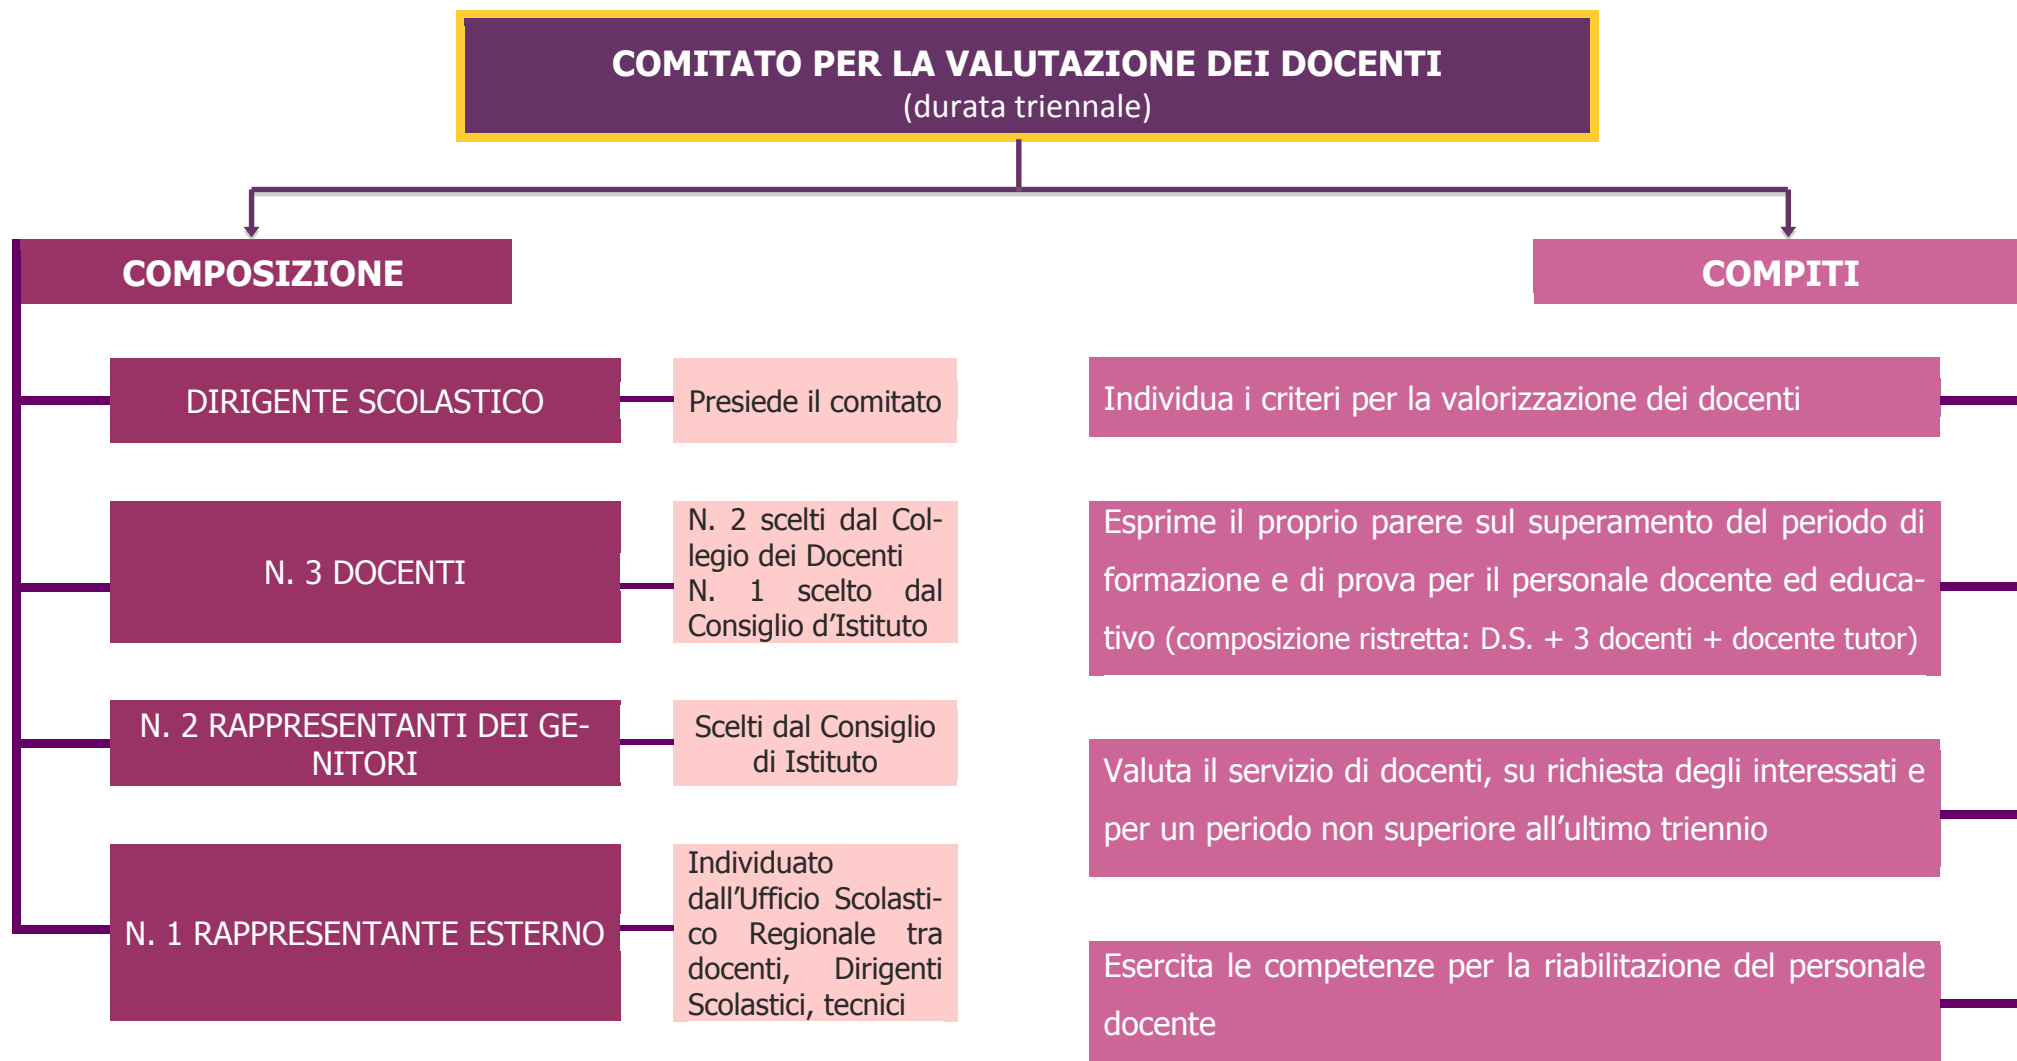 COMITATO PER LA VALUTAZIONE DEI DOCENTI
(durata triennale)
COMPOSIZIONE
DIRIGENTE SCOLASTICO
Presiede il comitato
N. 3 DOCENTI
N. 2 scelti dal Col-
legio dei Docenti
N. 1 scelto dal
Consiglio d’Istituto
N. 2 RAPPRESENTANTI DEI GE-
NITORI
Scelti dal Consiglio
di Istituto
N. 1 RAPPRESENTANTE ESTERNO
Individuato
dall’Ufficio Scolasti-
co Regionale tra
docenti, Dirigenti
Scolastici, tecnici
COMPITI
Individua i criteri per la valorizzazione dei docenti
Esprime il proprio parere sul superamento del periodo di
formazione e di prova per il personale docente ed educa-
tivo (composizione ristretta: D.S. + 3 docenti + docente tutor)
Valuta il servizio di docenti, su richiesta degli interessati e
per un periodo non superiore all’ultimo triennio
Esercita le competenze per la riabilitazione del personale
docente